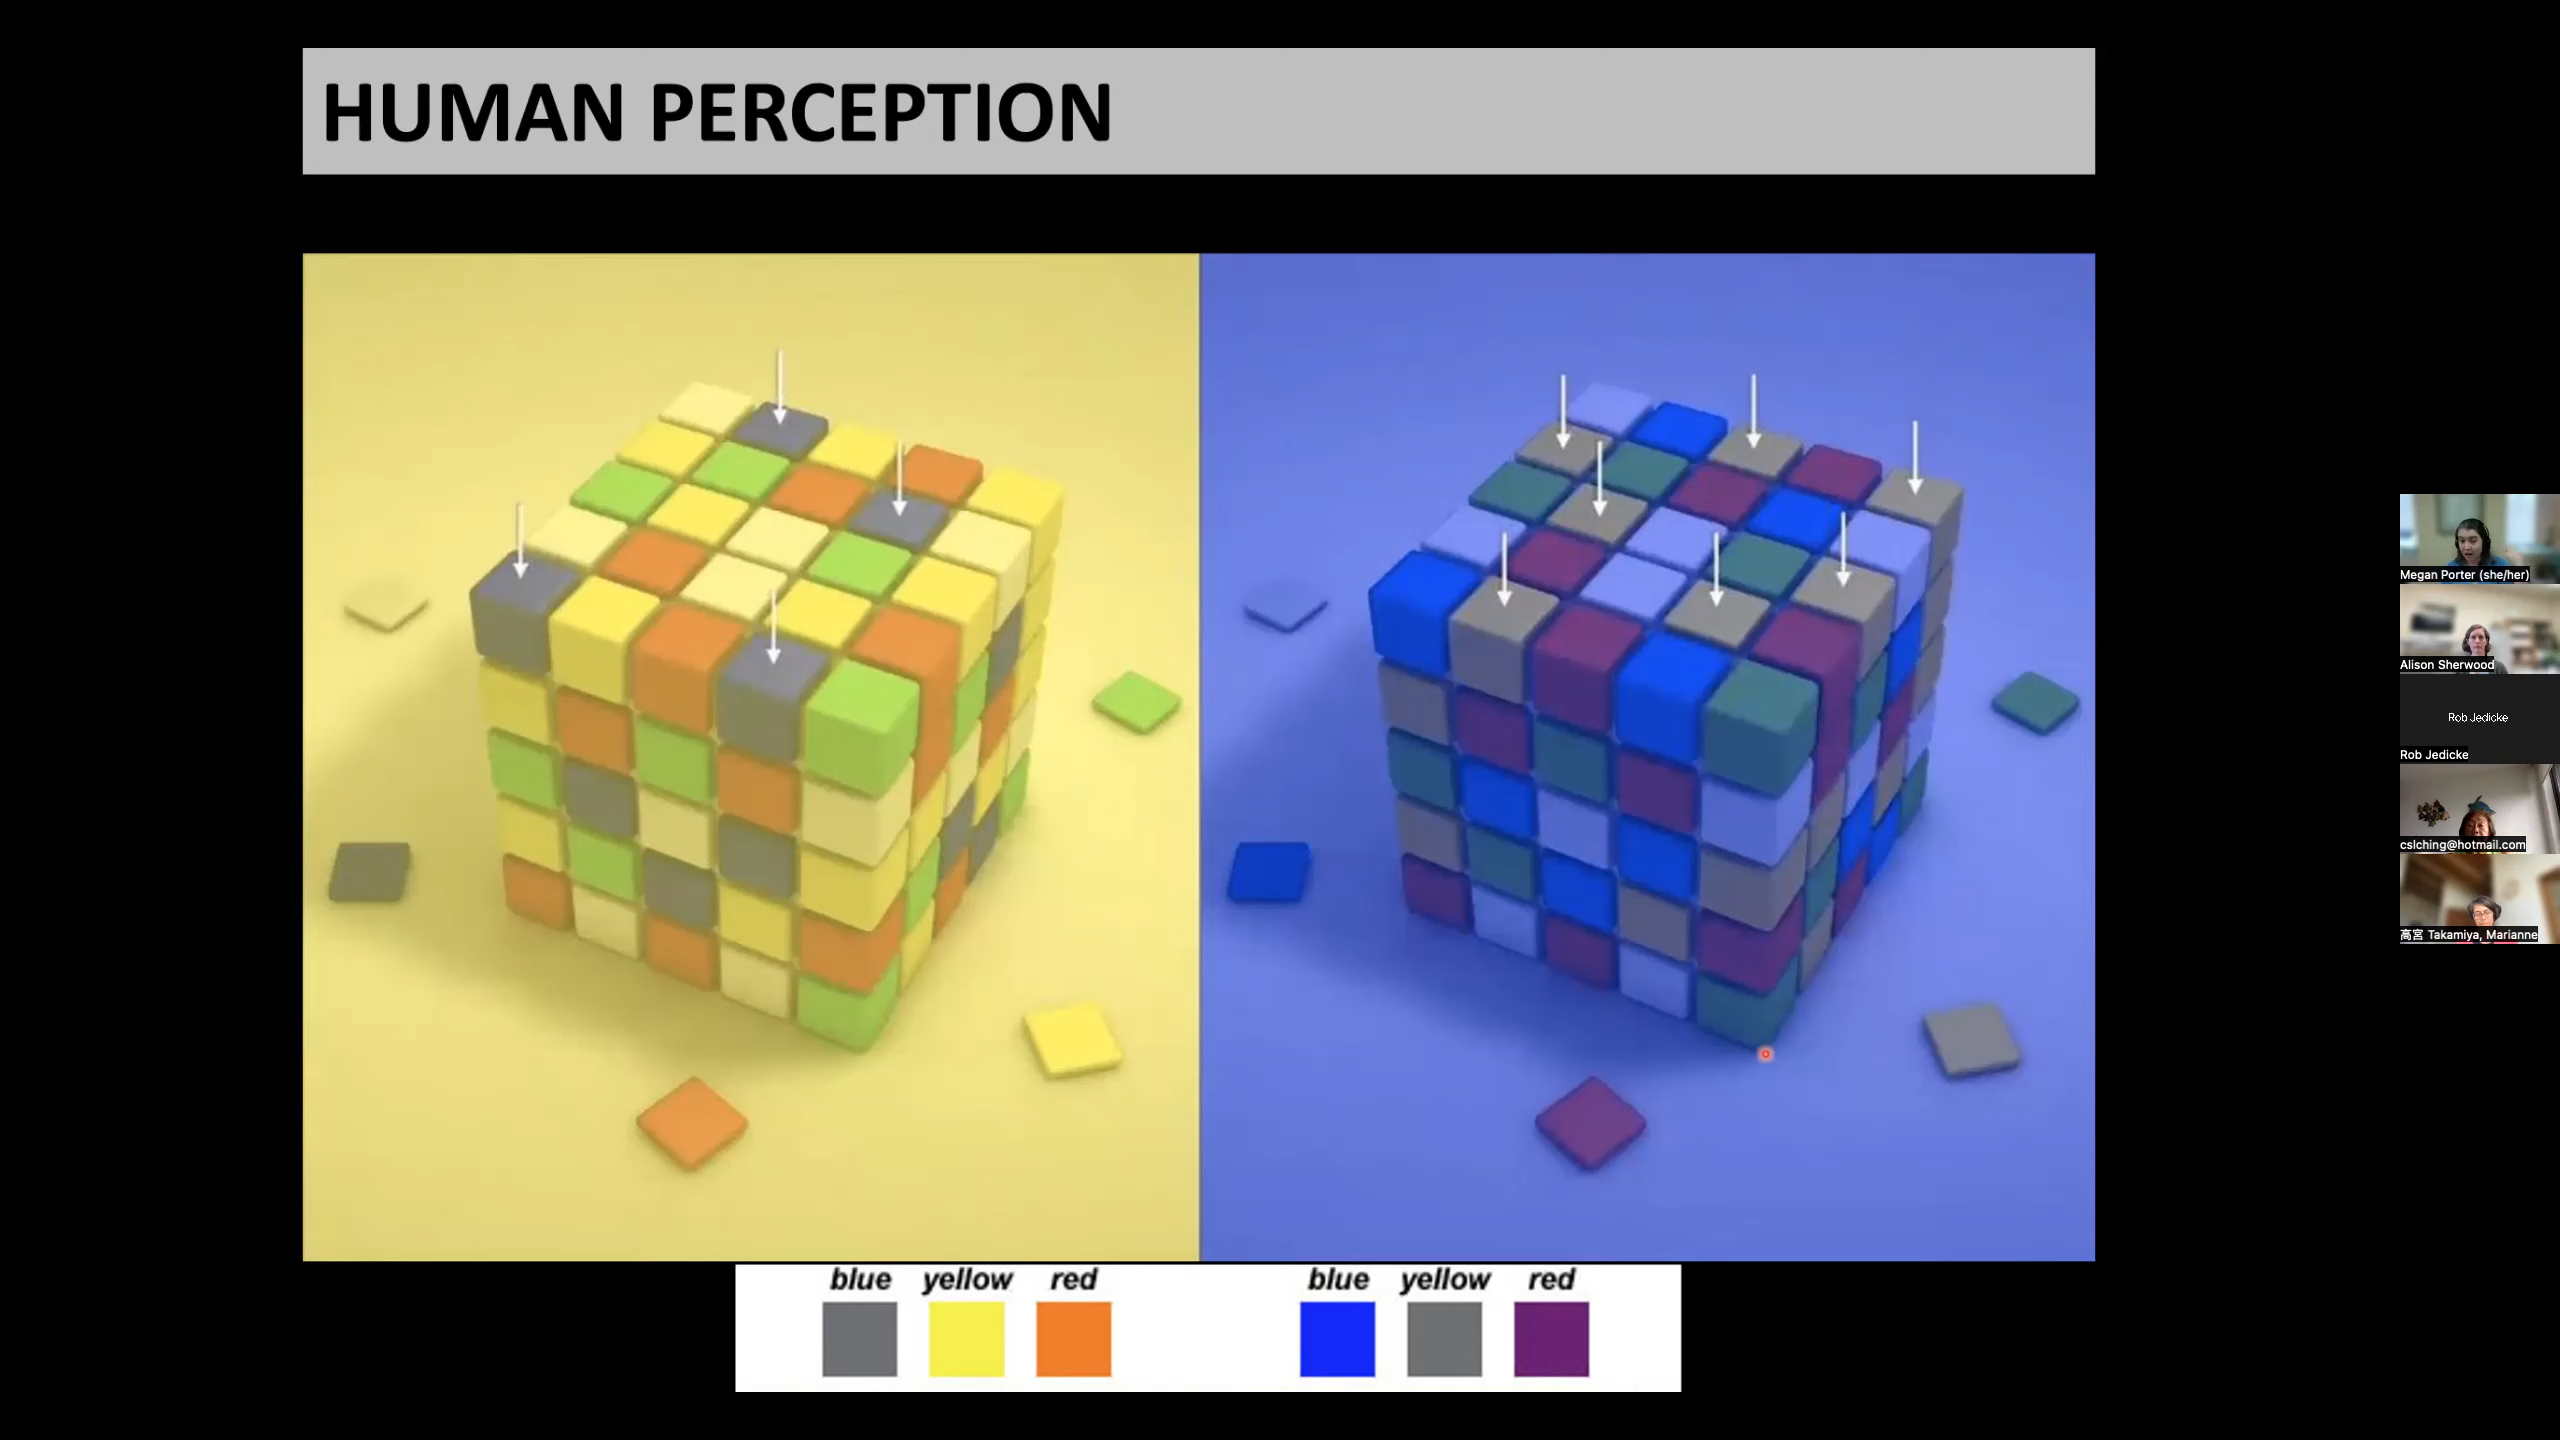 HUMAN PERCEPTION
blue yellow red
blue yellow red
Megan Porter (she/her)
Alison Sherwood
Rob Jedicke
Rob Jedicke
cslching@hotmail.com
高宮 Takamiya, Marianne